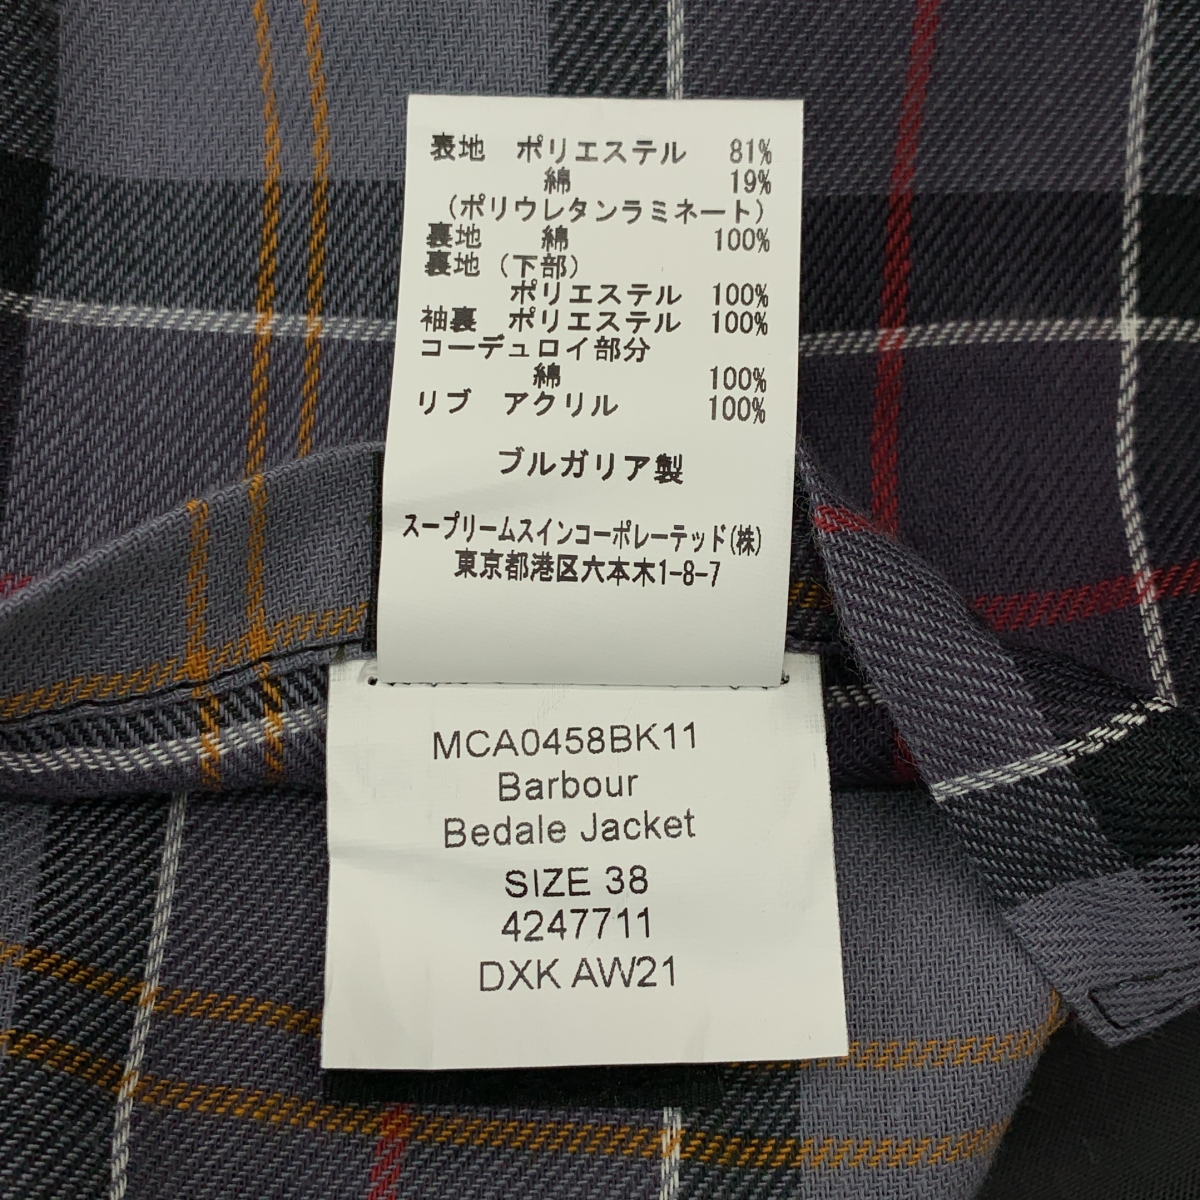 表地 ポリエステル 81%
綿 19%
(ポリウレタンラミネート)
裏地 綿 100%
裏地(下部)
ポリエステル 100%
袖裏 ポリエステル 100%
コーデュロイ部分
綿 100%
リブ アクリル 100%
ブルガリア製
スープリームスインコーポレーテッド(株)
東京都港区六本木1-8-7
MCA0458BK11
Barbour
Bedale Jacket
SIZE 38
4247711
DXK AW21